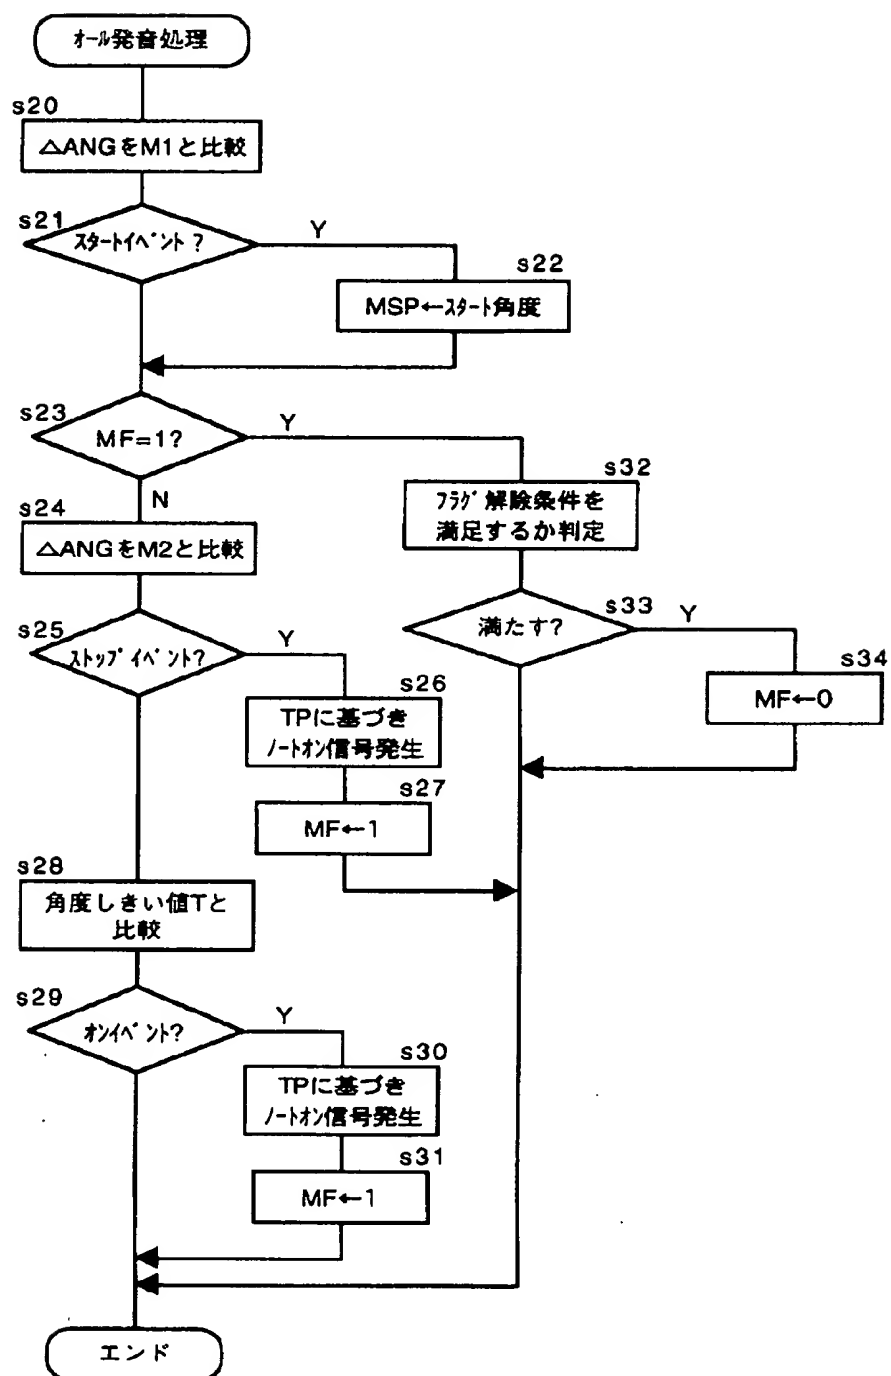 オール発音処理
s20
△ANGをM1と比較
s21
スタートイベント?
Y
s22
MSP←スタート角度
s23
MF=1?
Y
N
s32
フラグ解除条件を
満足するか判定
s24
△ANGをM2と比較
s33
満たす?
Y
s25
ストップイベント?
Y
s34
MF←0
s26
TPに基づき
ノートオン信号発生
s27
MF←1
s28
角度しきい値Tと
比較
s29
オンイベント?
Y
s30
TPに基づき
ノートオン信号発生
s31
MF←1
エンド